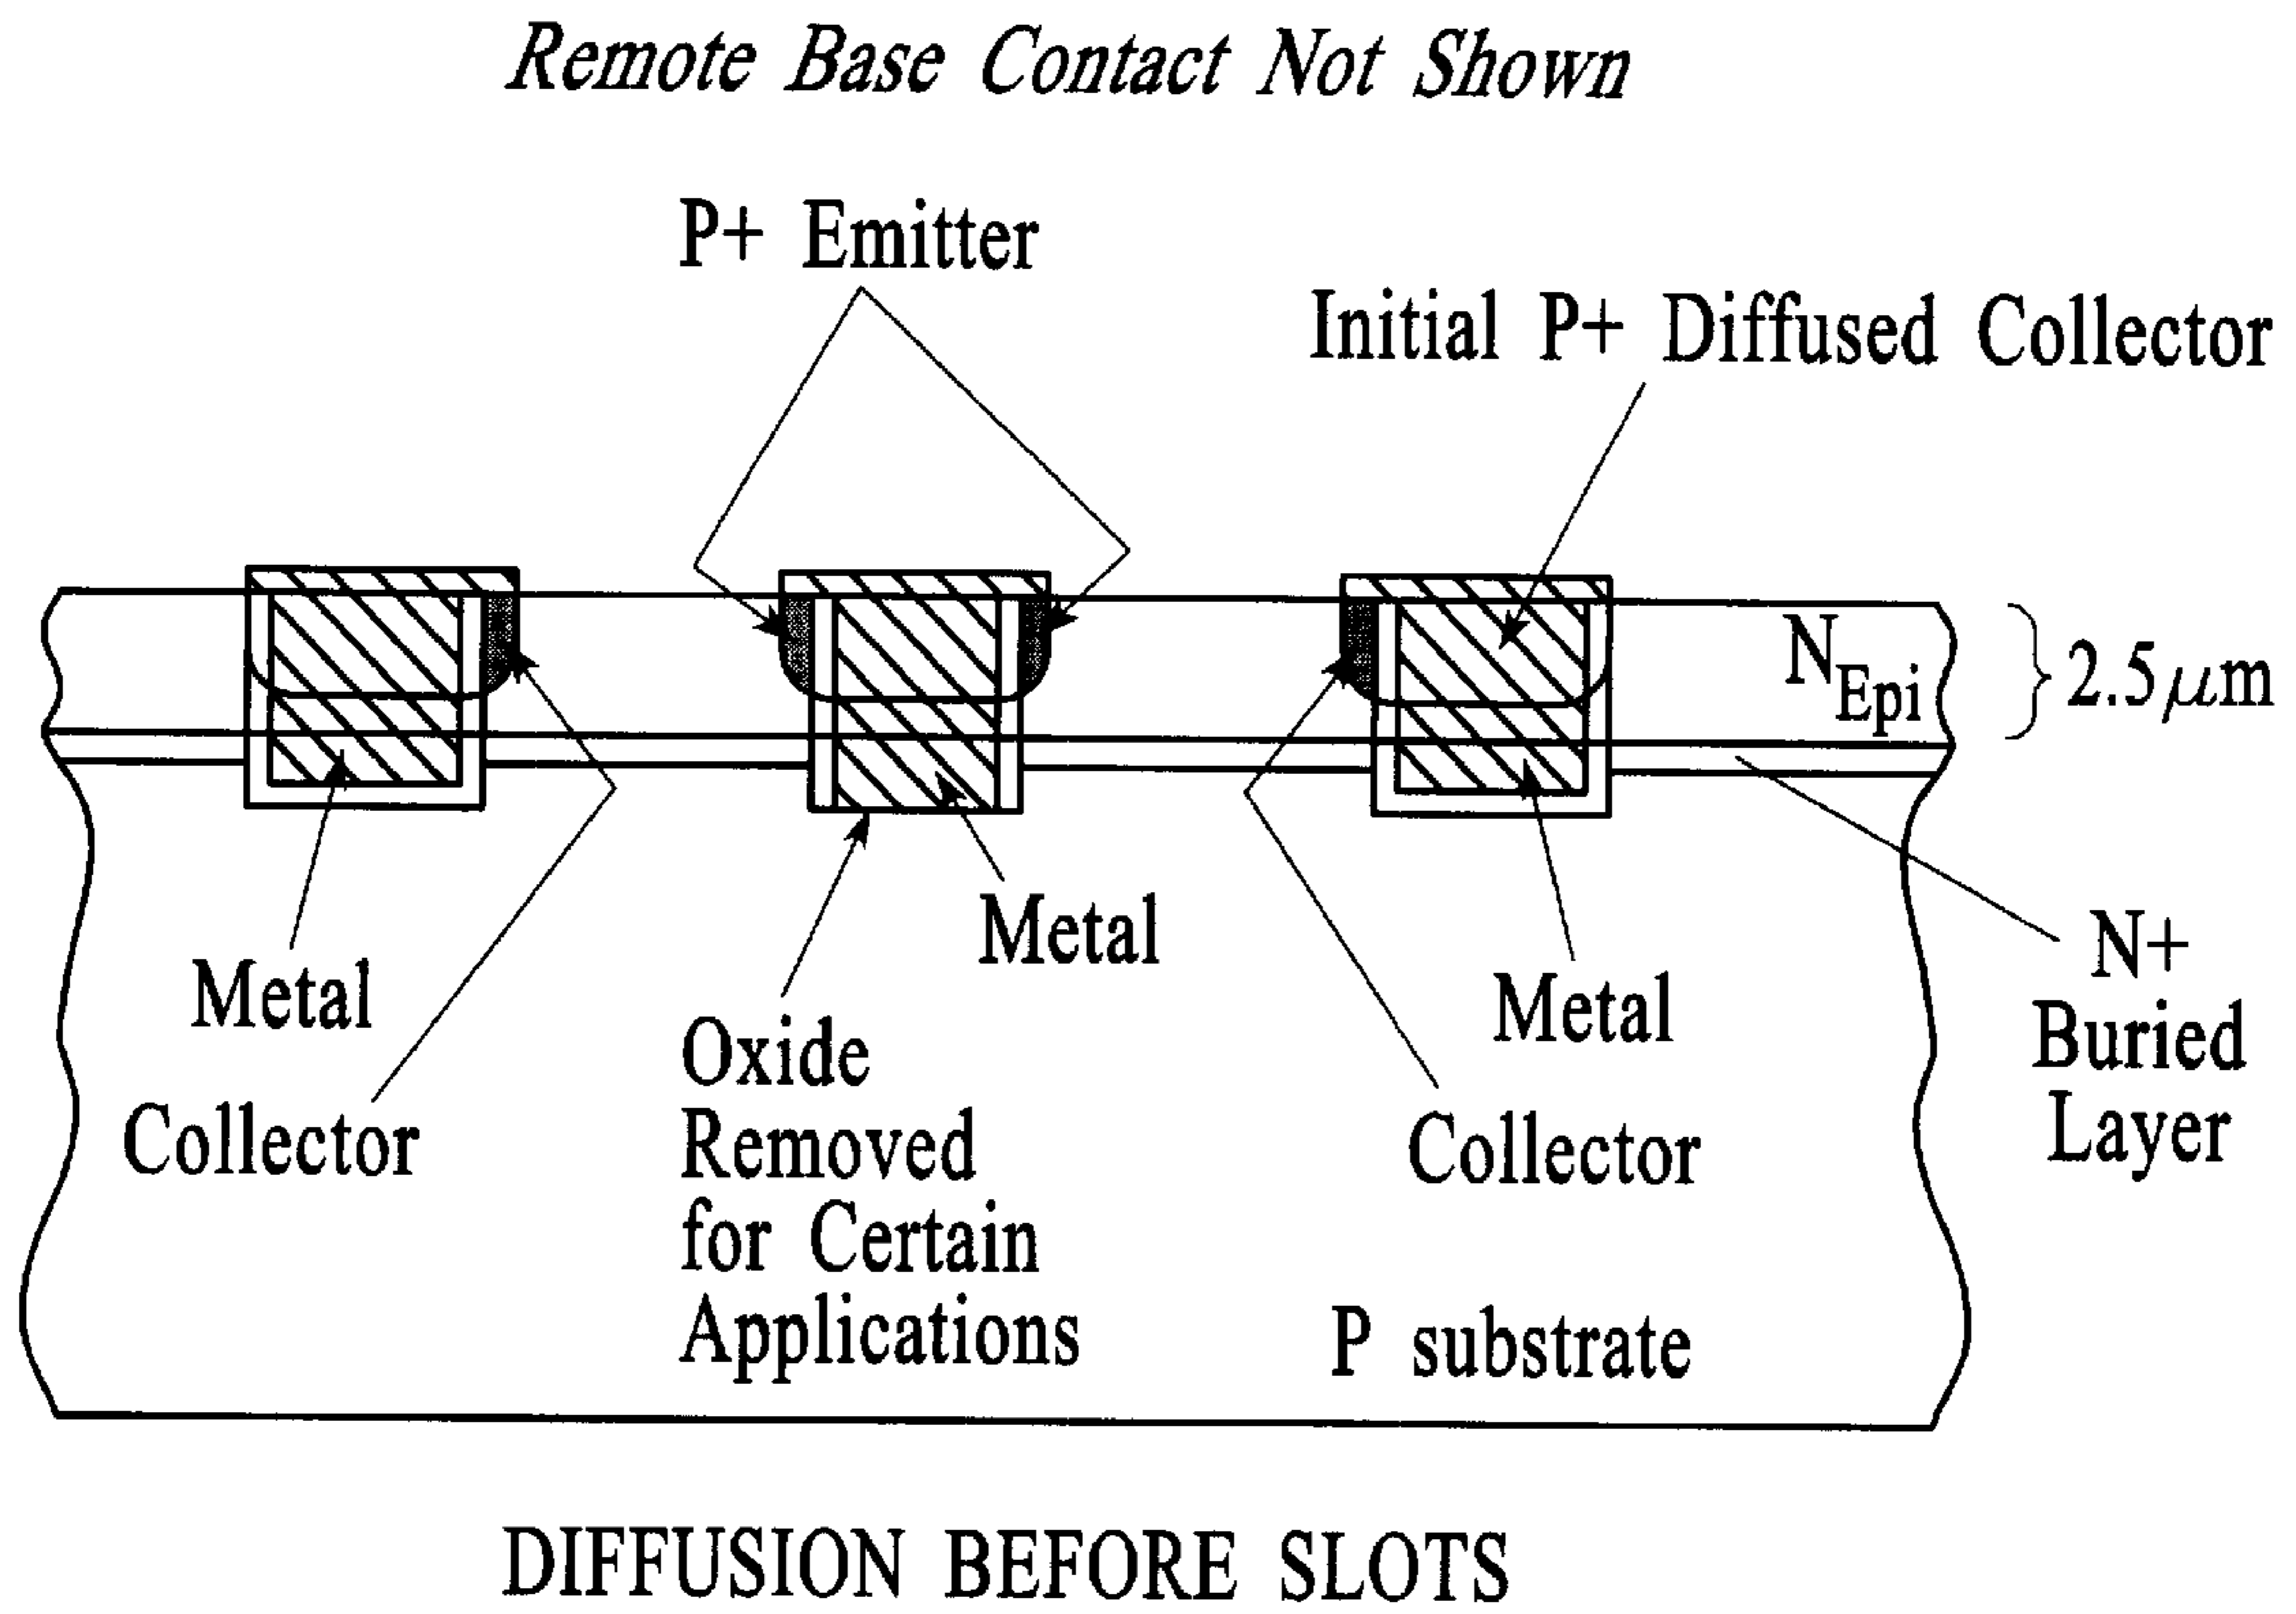 Remote Base Contact Not Shown
P+ Emitter
Initial P+ Diffused Collector
N Epi
2.5μm
Metal
Metal
Metal
N+
Buried
Layer
Collector
Oxide
Removed
for Certain
Applications
Collector
P substrate
DIFFUSION BEFORE SLOTS